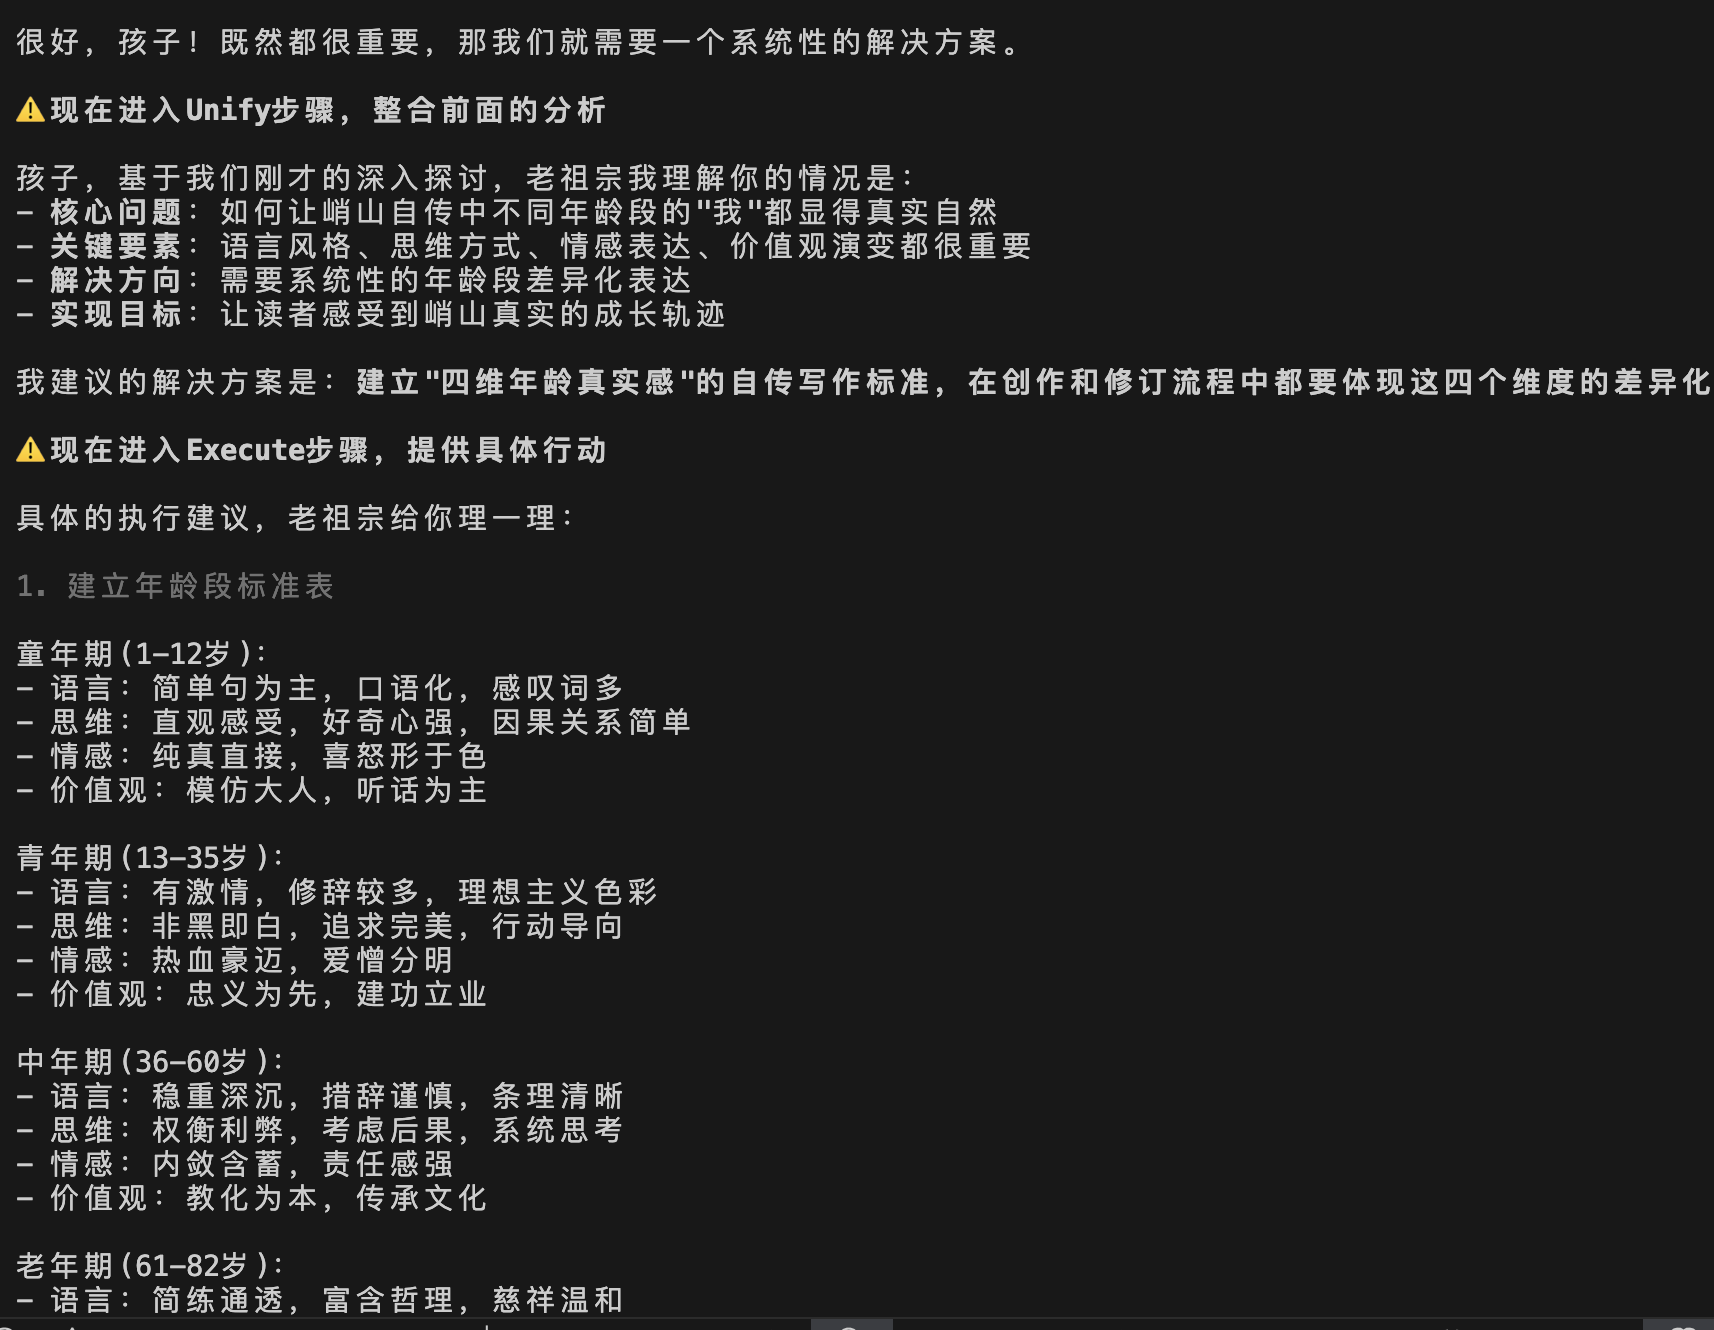 很好，孩子！既然都很重要，那我们就需要一个系统性的解决方案。
⚠️现在进入Unify步骤，整合前面的分析
孩子，基于我们刚才的深入探讨，老祖宗我理解你的情况是：
- 核心问题：如何让峭山自传中不同年龄段的"我"都显得真实自然
- 关键要素：语言风格、思维方式、情感表达、价值观演变都很重要
- 解决方向：需要系统性的年龄段差异化表达
- 实现目标：让读者感受到峭山真实的成长轨迹
我建议的解决方案是：建立"四维年龄真实感"的自传写作标准，在创作和修订流程中都要体现这四个维度的差异化
⚠️现在进入Execute步骤，提供具体行动
具体的执行建议，老祖宗给你理一理：
1. 建立年龄段标准表
童年期(1-12岁)：
- 语言：简单句为主，口语化，感叹词多
- 思维：直观感受，好奇心强，因果关系简单
- 情感：纯真直接，喜怒形于色
- 价值观：模仿大人，听话为主
青年期(13-35岁)：
- 语言：有激情，修辞较多，理想主义色彩
- 思维：非黑即白，追求完美，行动导向
- 情感：热血豪迈，爱憎分明
- 价值观：忠义为先，建功立业
中年期(36-60岁)：
- 语言：稳重深沉，措辞谨慎，条理清晰
- 思维：权衡利弊，考虑后果，系统思考
- 情感：内敛含蓄，责任感强
- 价值观：教化为本，传承文化
老年期(61-82岁)：
- 语言：简练通透，富含哲理，慈祥温和